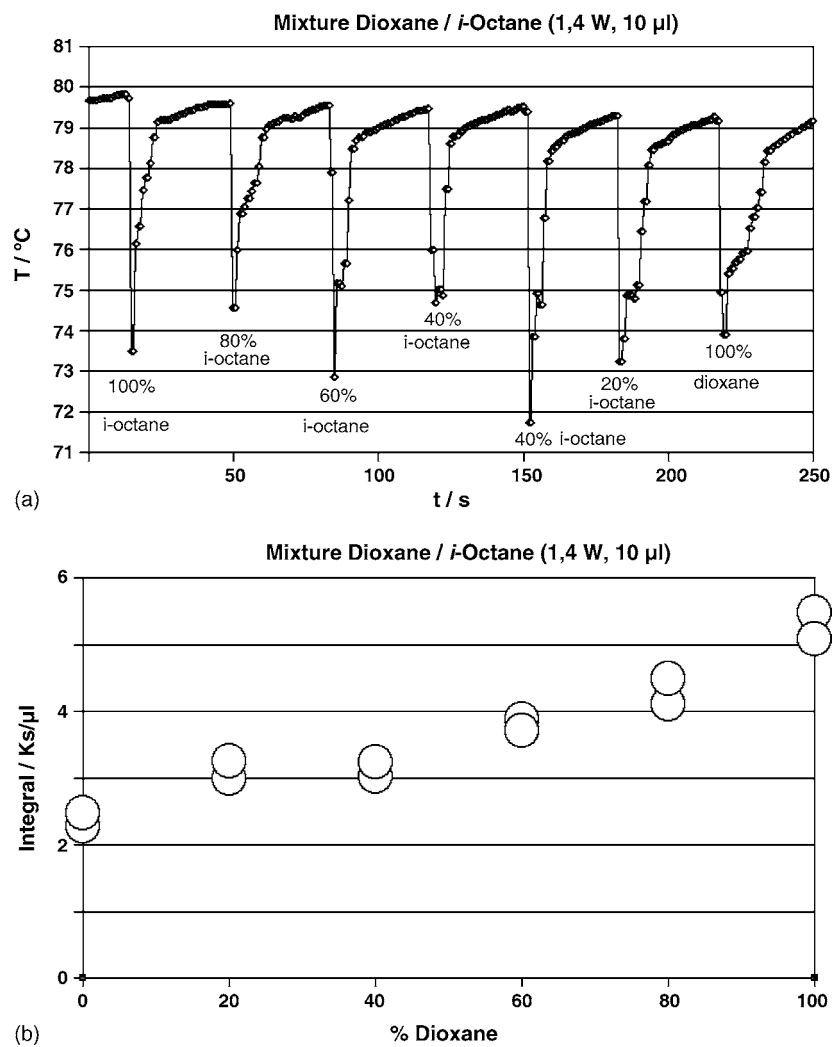 Mixture Dioxane / i-Octane (1,4 W, 10 µl)
81
80
79
78
77
76
75
74
73
72
71
T / °C
100%
i-octane
80%
i-octane
60%
i-octane
40%
i-octane
40% i-octane
20%
i-octane
100%
dioxane
50 100 150 200 250
t / s
(a)
Mixture Dioxane / i-Octane (1,4 W, 10 µl)
6
4
2
0
Integral / Ks/µl
0 20 40 60 80 100
% Dioxane
(b)